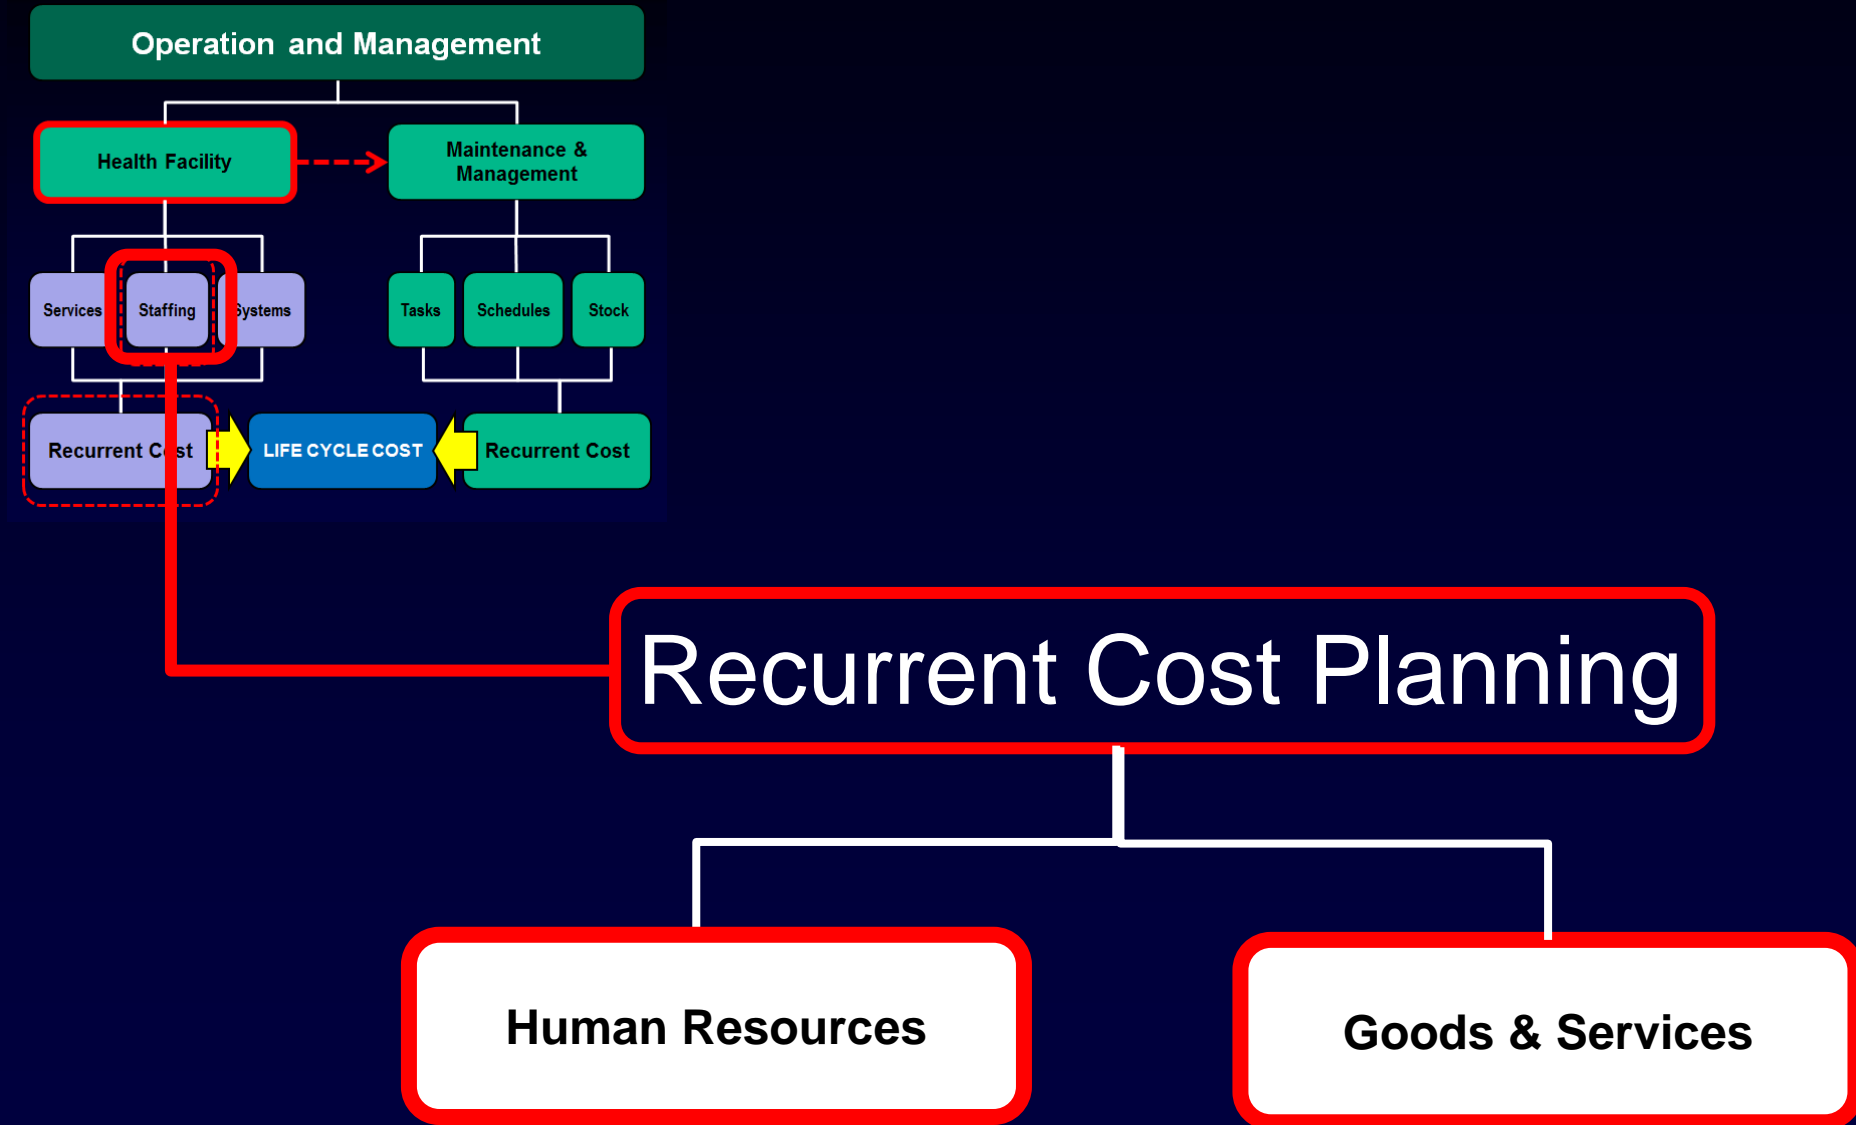 Operation and Management
Health Facility
Maintenance &
Management
Services
Staffing
Systems
Tasks
Schedules
Stock
Recurrent Cost
LIFE CYCLE COST
Recurrent Cost
Recurrent Cost Planning
Human Resources
Goods & Services